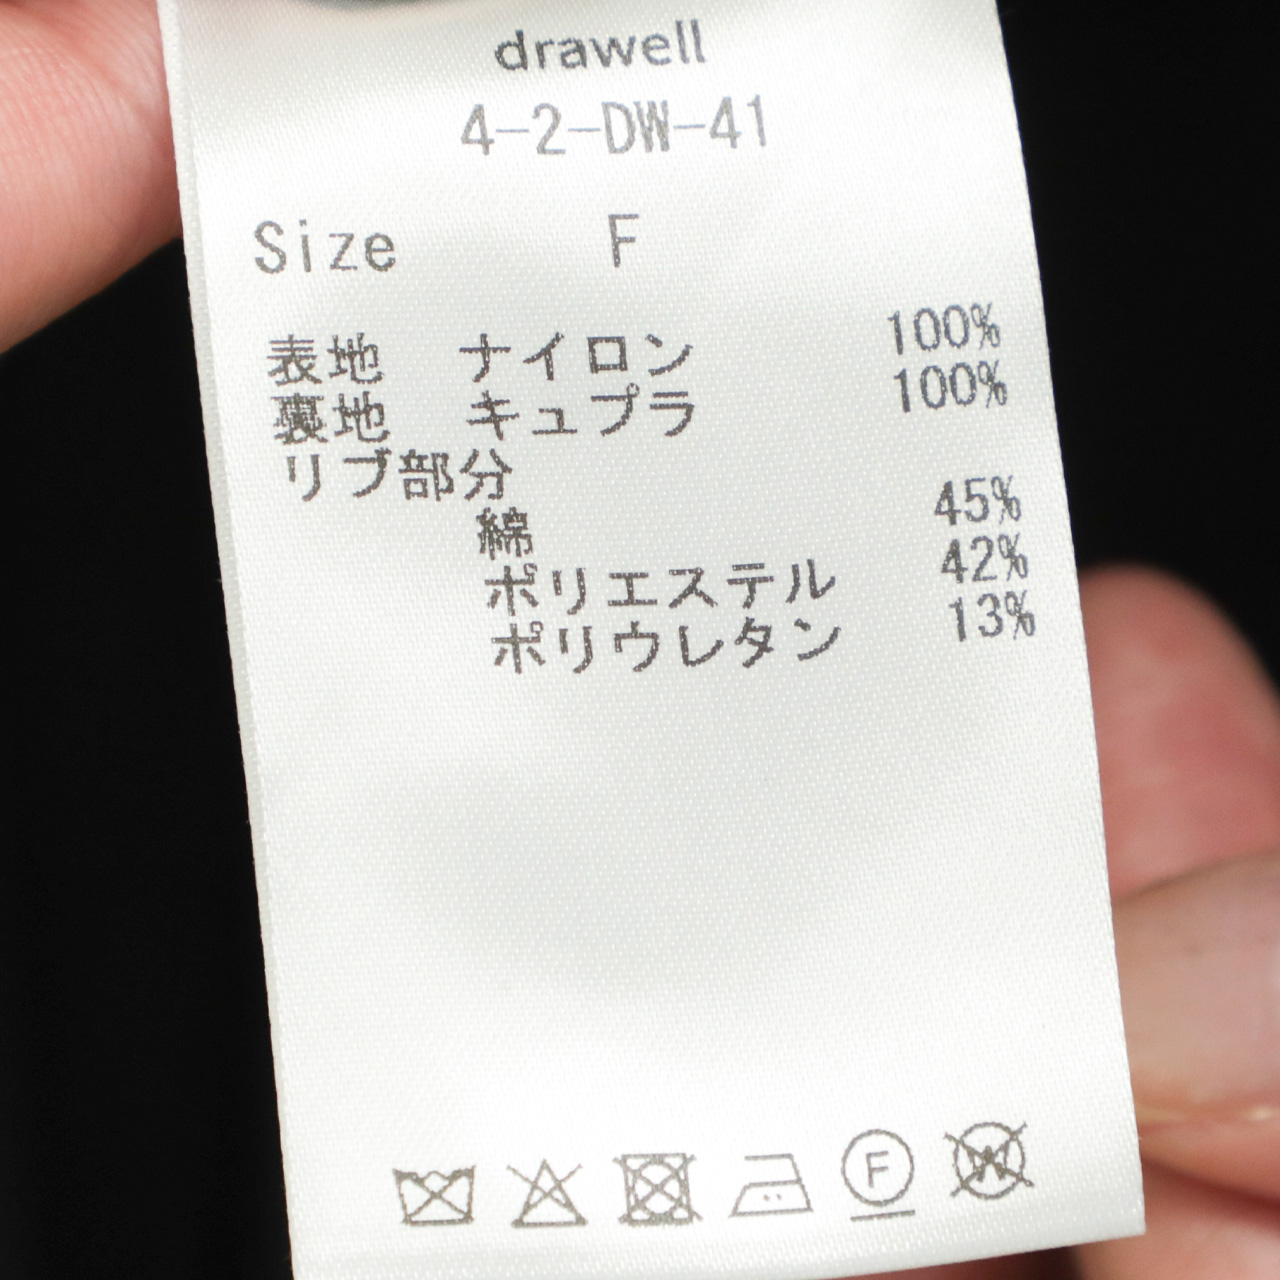 drawell
4-2-DW-41
Size F
表地 ナイロン 100%
裏地 キュプラ 100%
リブ部分
綿 45%
ポリエステル 42%
ポリウレタン 13%
F
W